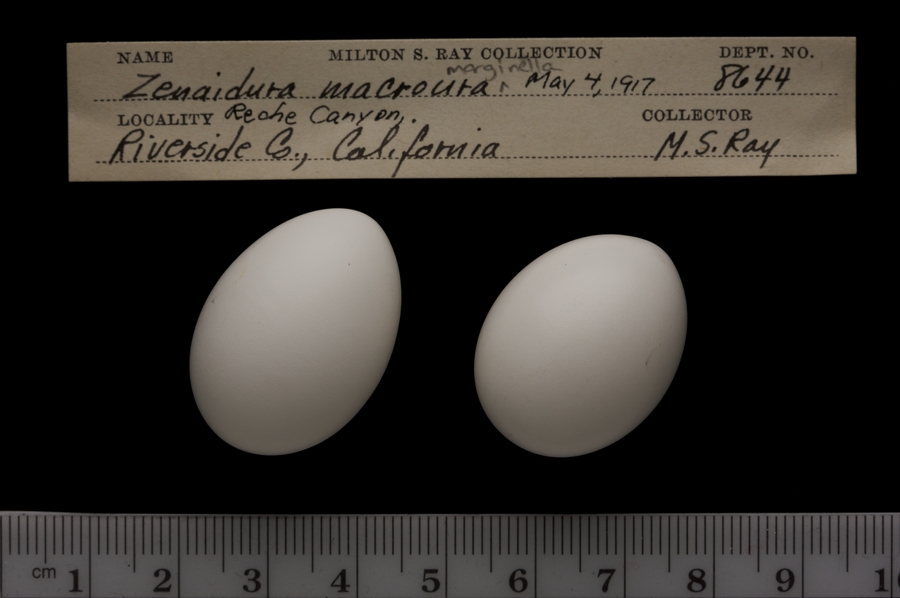 NAME MILTON S. RAY COLLECTION DEPT. NO.
marginella
Zenaidura macroura ^ May 4, 1917 8644
LOCALITY Reche Canyon, COLLECTOR
Riverside Co., California M.S. Ray
cm 1 2 3 4 5 6 7 8 9 1